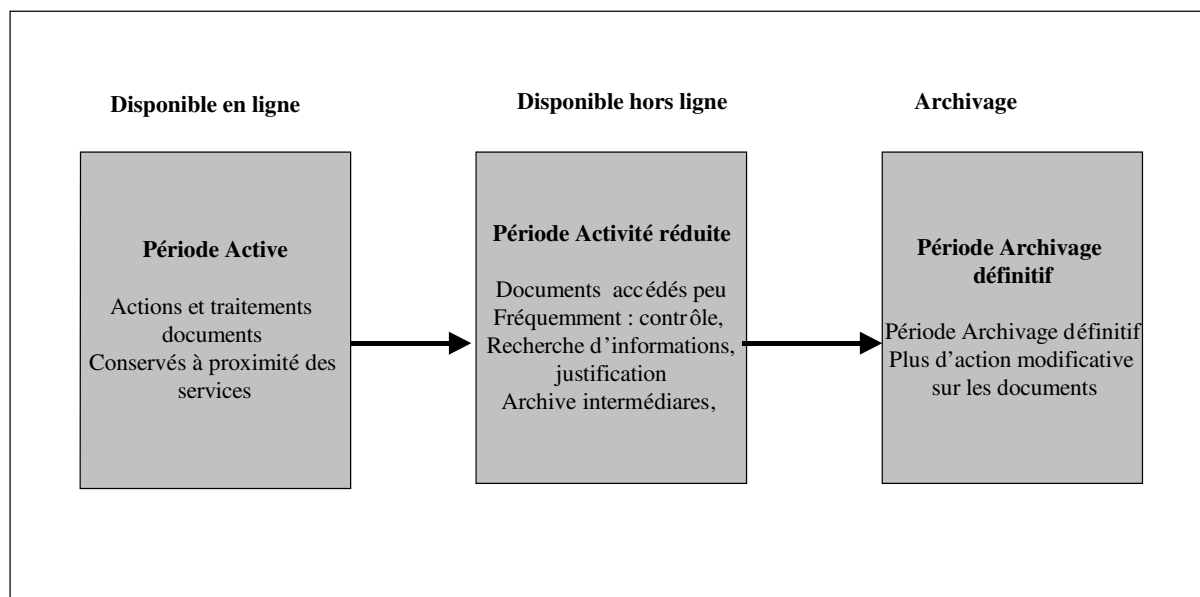 Disponible en ligne
Disponible hors ligne
Archivage
Période Active
Actions et traitements
documents
Conservés à proximité des
services
Période Activité réduite
Documents accédés peu
Fréquemment : contrôle,
Recherche d’informations,
justification
Archive intermédiares,
Période Archivage
définitif
Période Archivage définitif
Plus d’action modificative
sur les documents